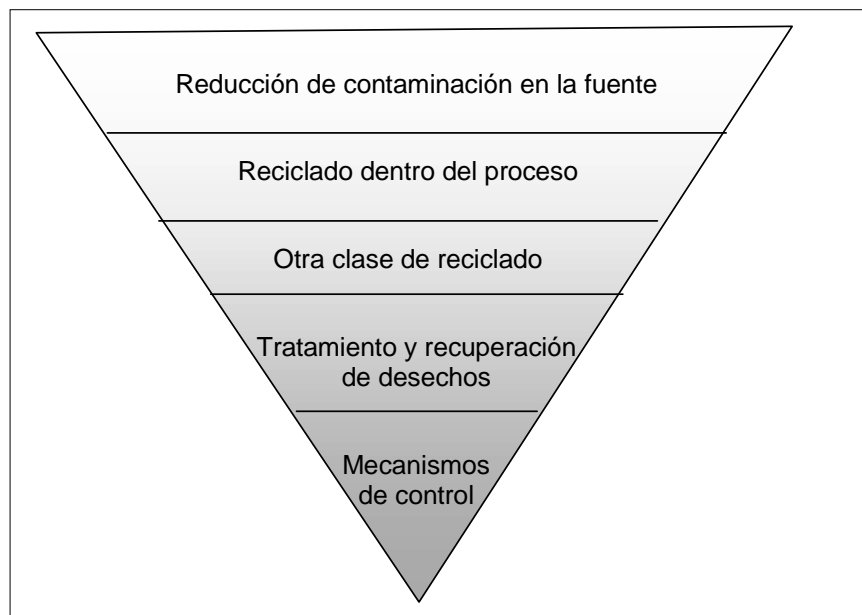 Reducción de contaminación en la fuente
Reciclado dentro del proceso
Otra clase de reciclado
Tratamiento y recuperación
de desechos
Mecanismos
de control